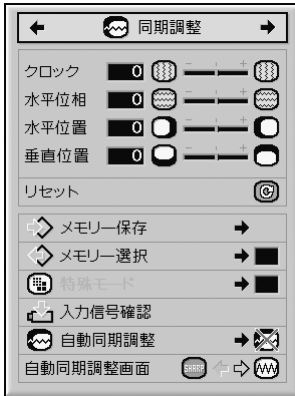 同期調整
クロック 0
水平位相 0
水平位置 0
垂直位置 0
リセット
メモリー保存
メモリー選択
特殊モード
入力信号確認
自動同期調整
自動同期調整画面 SHARP